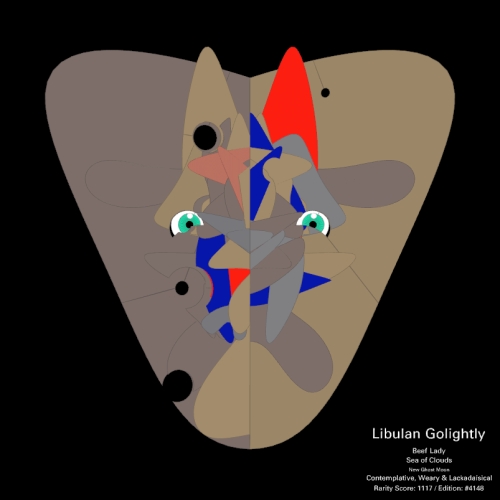 Libulan Golightly
Beef Lady
Sea of Clouds
New Ghost Moon
Contemplative, Weary & Lackadaisical
Rarity Score: 1117 / Edition: #4148